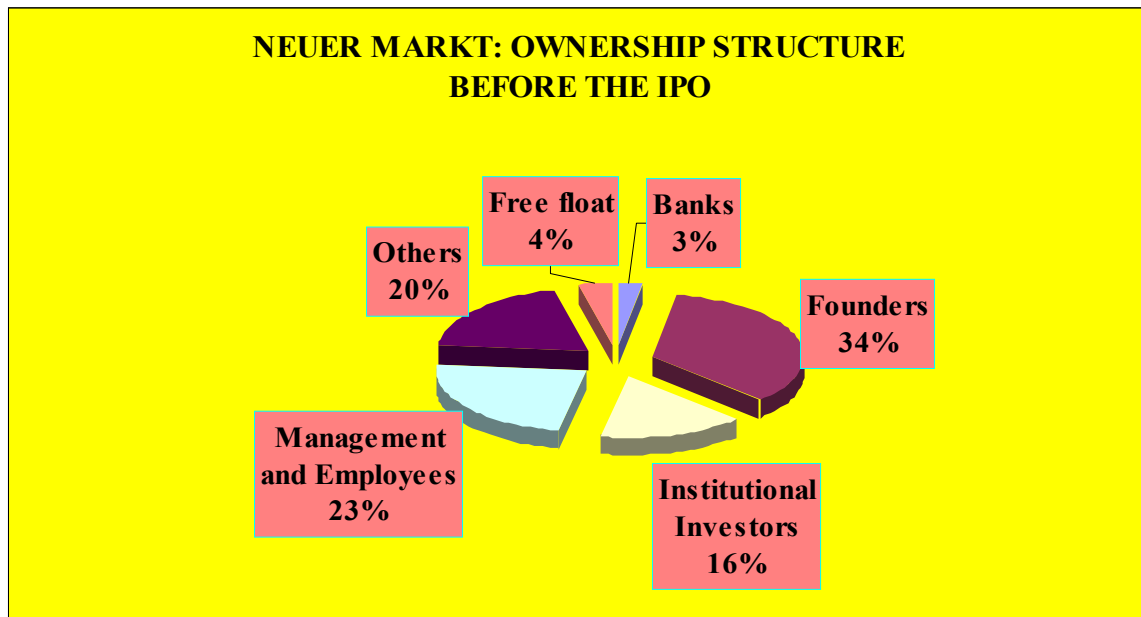 NEUER MARKT: OWNERSHIP STRUCTURE
BEFORE THE IPO
Free float
4%
Banks
3%
Others
20%
Founders
34%
Management
and Employees
23%
Institutional
Investors
16%